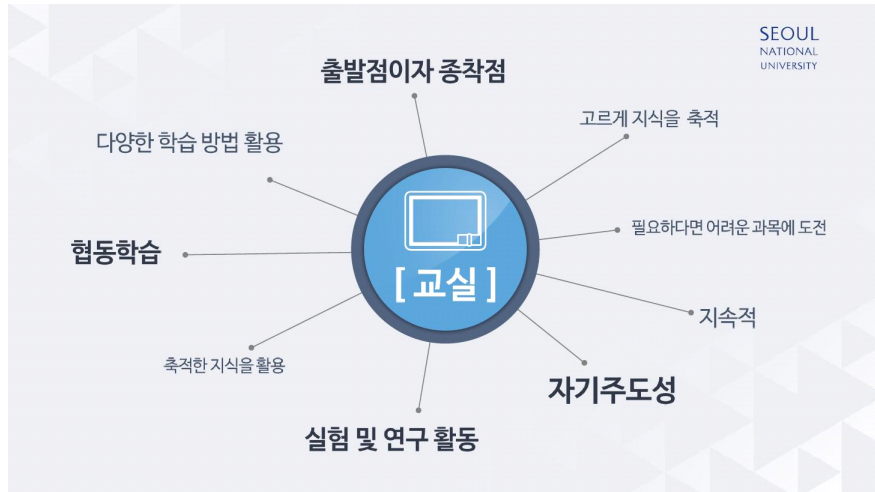 SEOUL
NATIONAL
UNIVERSITY
출발점이자 종착점
고르게 지식을 축적
다양한 학습 방법 활용
필요하다면 어려운 과목에 도전
협동학습
[ 교실 ]
지속적
축적한 지식을 활용
자기주도성
실험 및 연구 활동